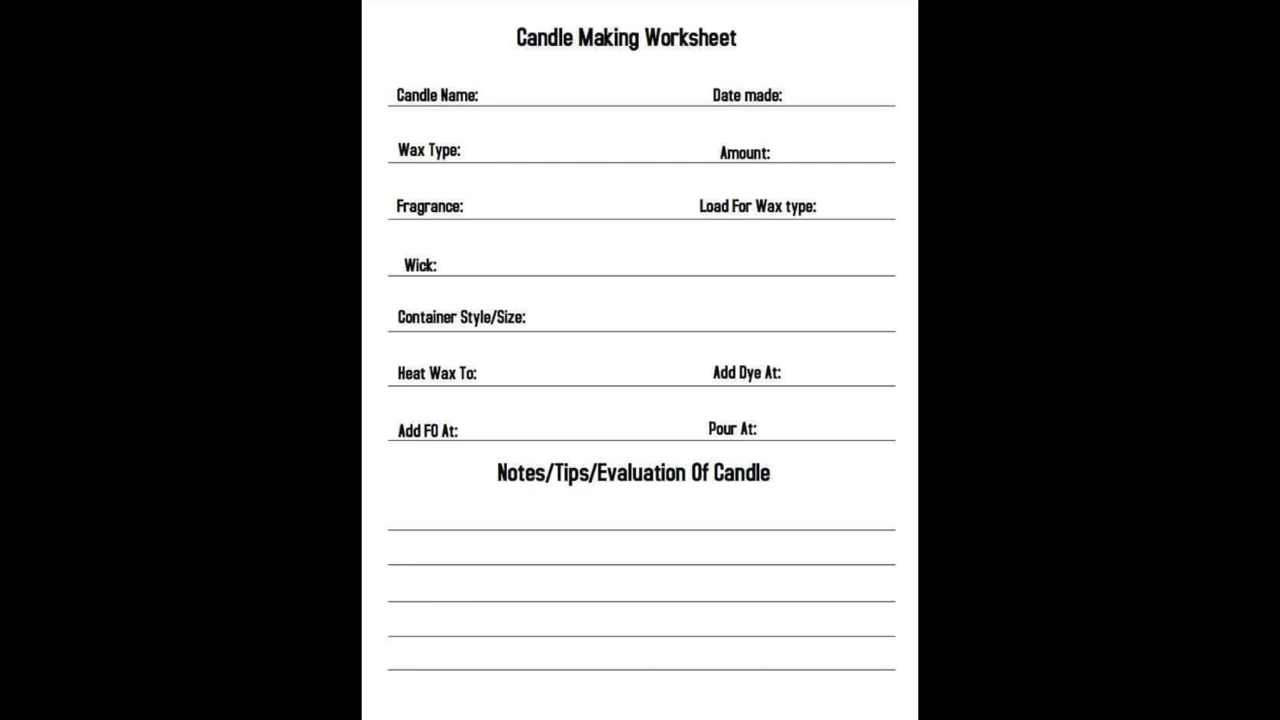 Candle Making Worksheet
Candle Name: Date made:
Wax Type: Amount:
Fragrance: Load For Wax type:
Wick:
Container Style/Size:
Heat Wax To: Add Dye At:
Add FO At: Pour At:
Notes/Tips/Evaluation Of Candle